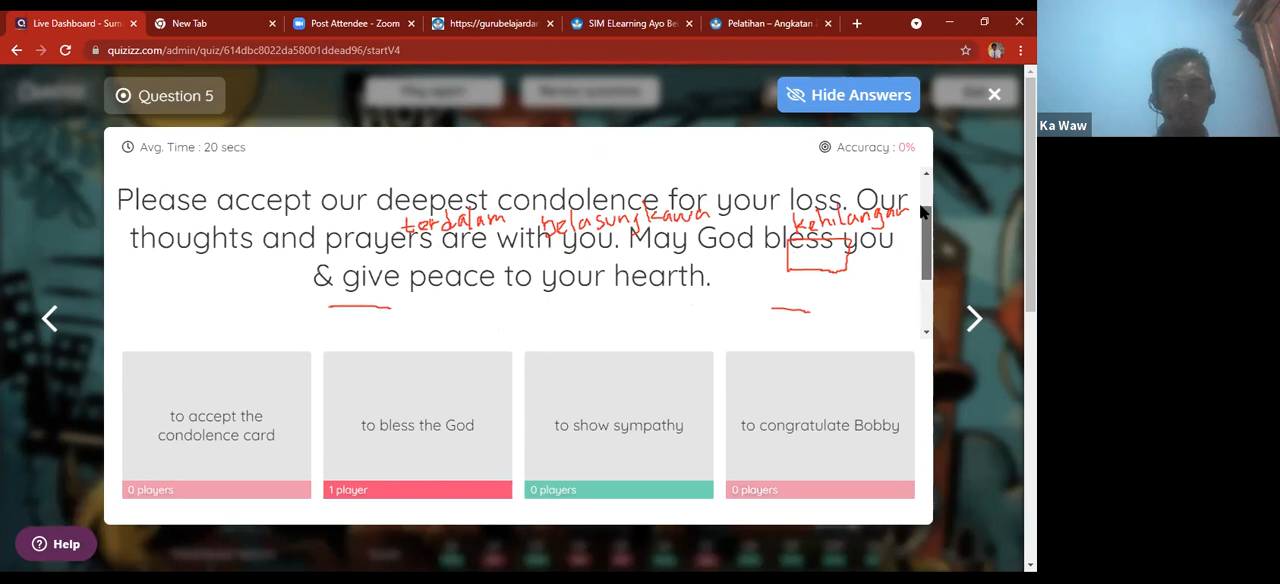 Live Dashboard - Sum
New Tab
Post Attendee - Zoom
https://gurubelajardar
SIM ELearning Ayo Be
Pelatihan – Angkatan
quizizz.com/admin/quiz/614dbc8022da58001ddead96/startV4
Question 5
Hide Answers
Avg. Time : 20 secs
Accuracy : 0%
Please accept our deepest condolence for your loss. Our
terdalam belasungkawa kehilangan
thoughts and prayers are with you. May God bless you
& give peace to your hearth.
to accept the
condolence card
to bless the God
to show sympathy
to congratulate Bobby
0 players
1 player
0 players
0 players
Help
Ka Waw